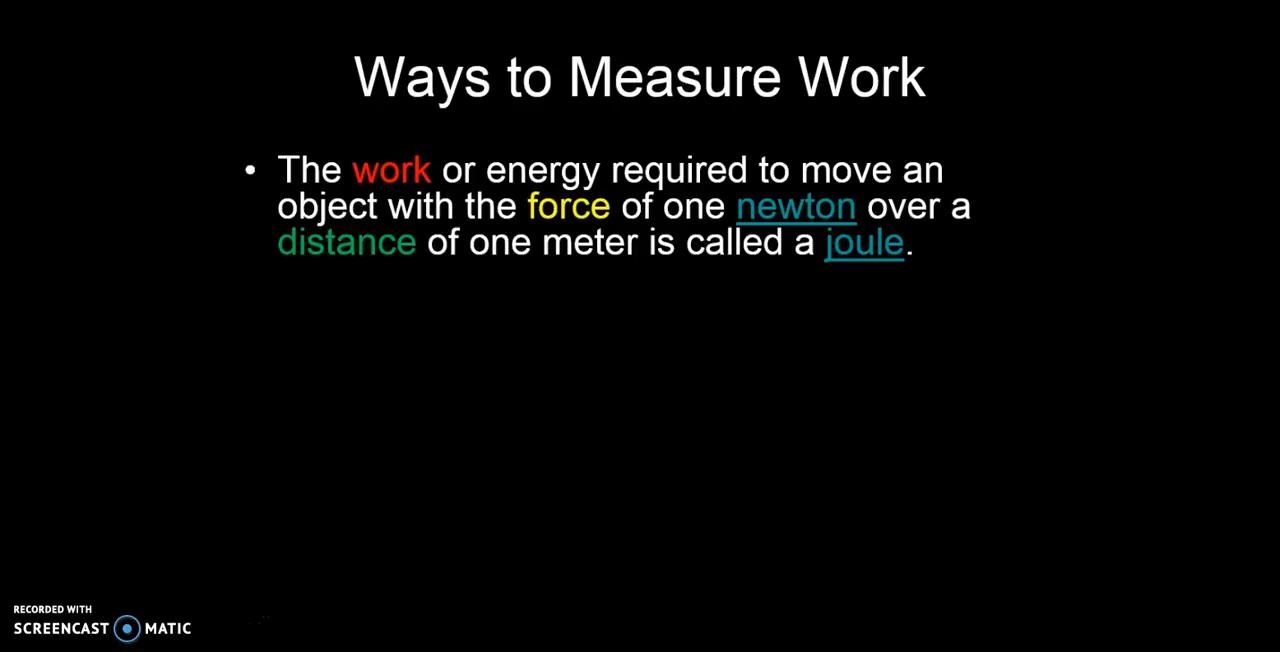 Ways to Measure Work
• The work or energy required to move an
object with the force of one newton over a
distance of one meter is called a joule.
RECORDED WITH
SCREENCAST MATIC